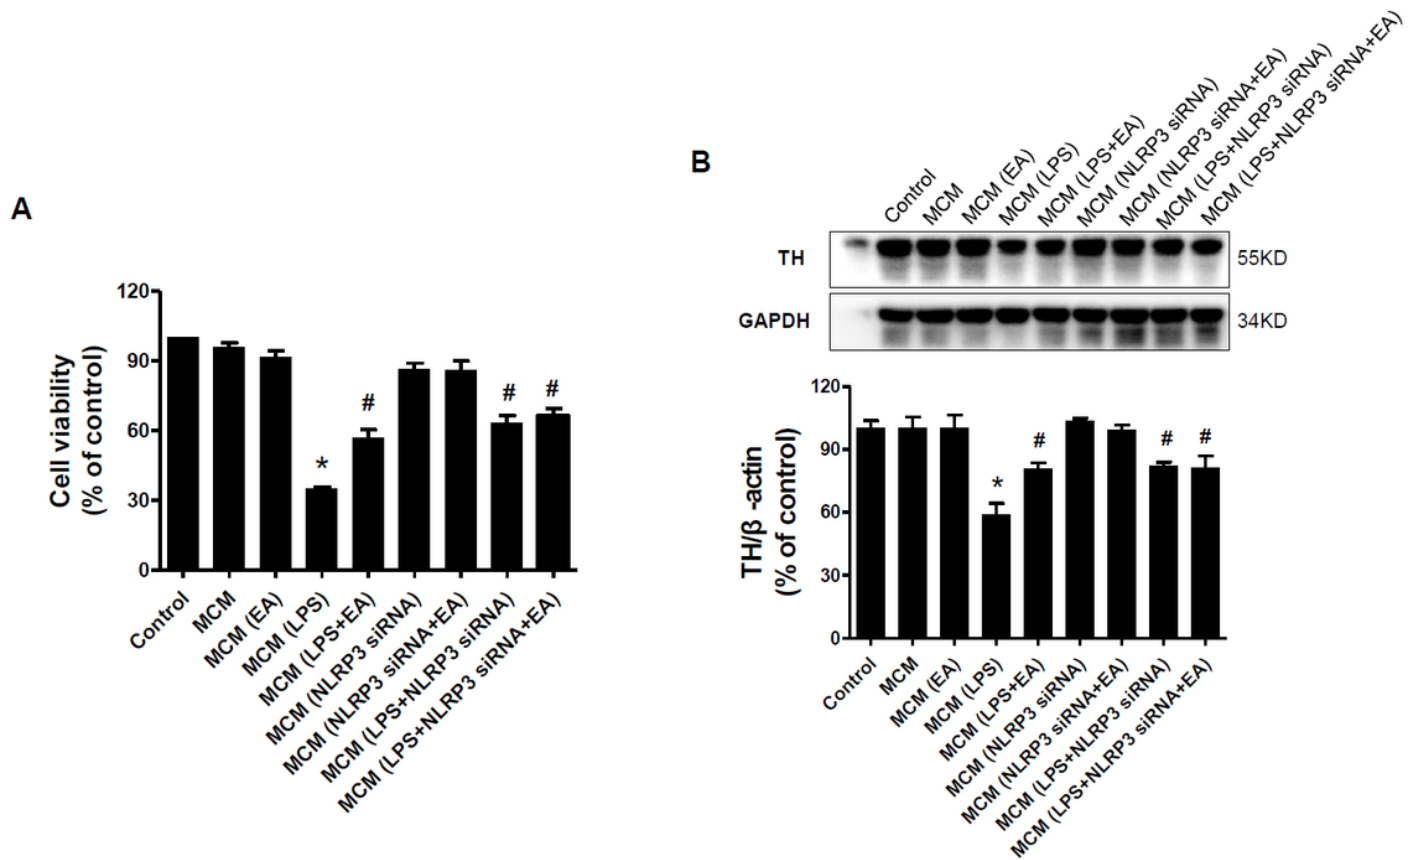 A
120
90
60
30
0
Cell viability
(% of control)
*
#
#
#
Control
MCM
MCM (EA)
MCM (LPS)
MCM (LPS+EA)
MCM (NLRP3 siRNA)
MCM (NLRP3 siRNA+EA)
MCM (LPS+NLRP3 siRNA)
MCM (LPS+NLRP3 siRNA+EA)
B
Control
MCM
MCM (EA)
MCM (LPS)
MCM (LPS+EA)
MCM (NLRP3 siRNA)
MCM (NLRP3 siRNA+EA)
MCM (LPS+NLRP3 siRNA)
MCM (LPS+NLRP3 siRNA+EA)
TH
55KD
GAPDH
34KD
120
90
60
30
0
TH/β -actin
(% of control)
*
#
#
#
Control
MCM
MCM (EA)
MCM (LPS)
MCM (LPS+EA)
MCM (NLRP3 siRNA)
MCM (NLRP3 siRNA+EA)
MCM (LPS+NLRP3 siRNA)
MCM (LPS+NLRP3 siRNA+EA)